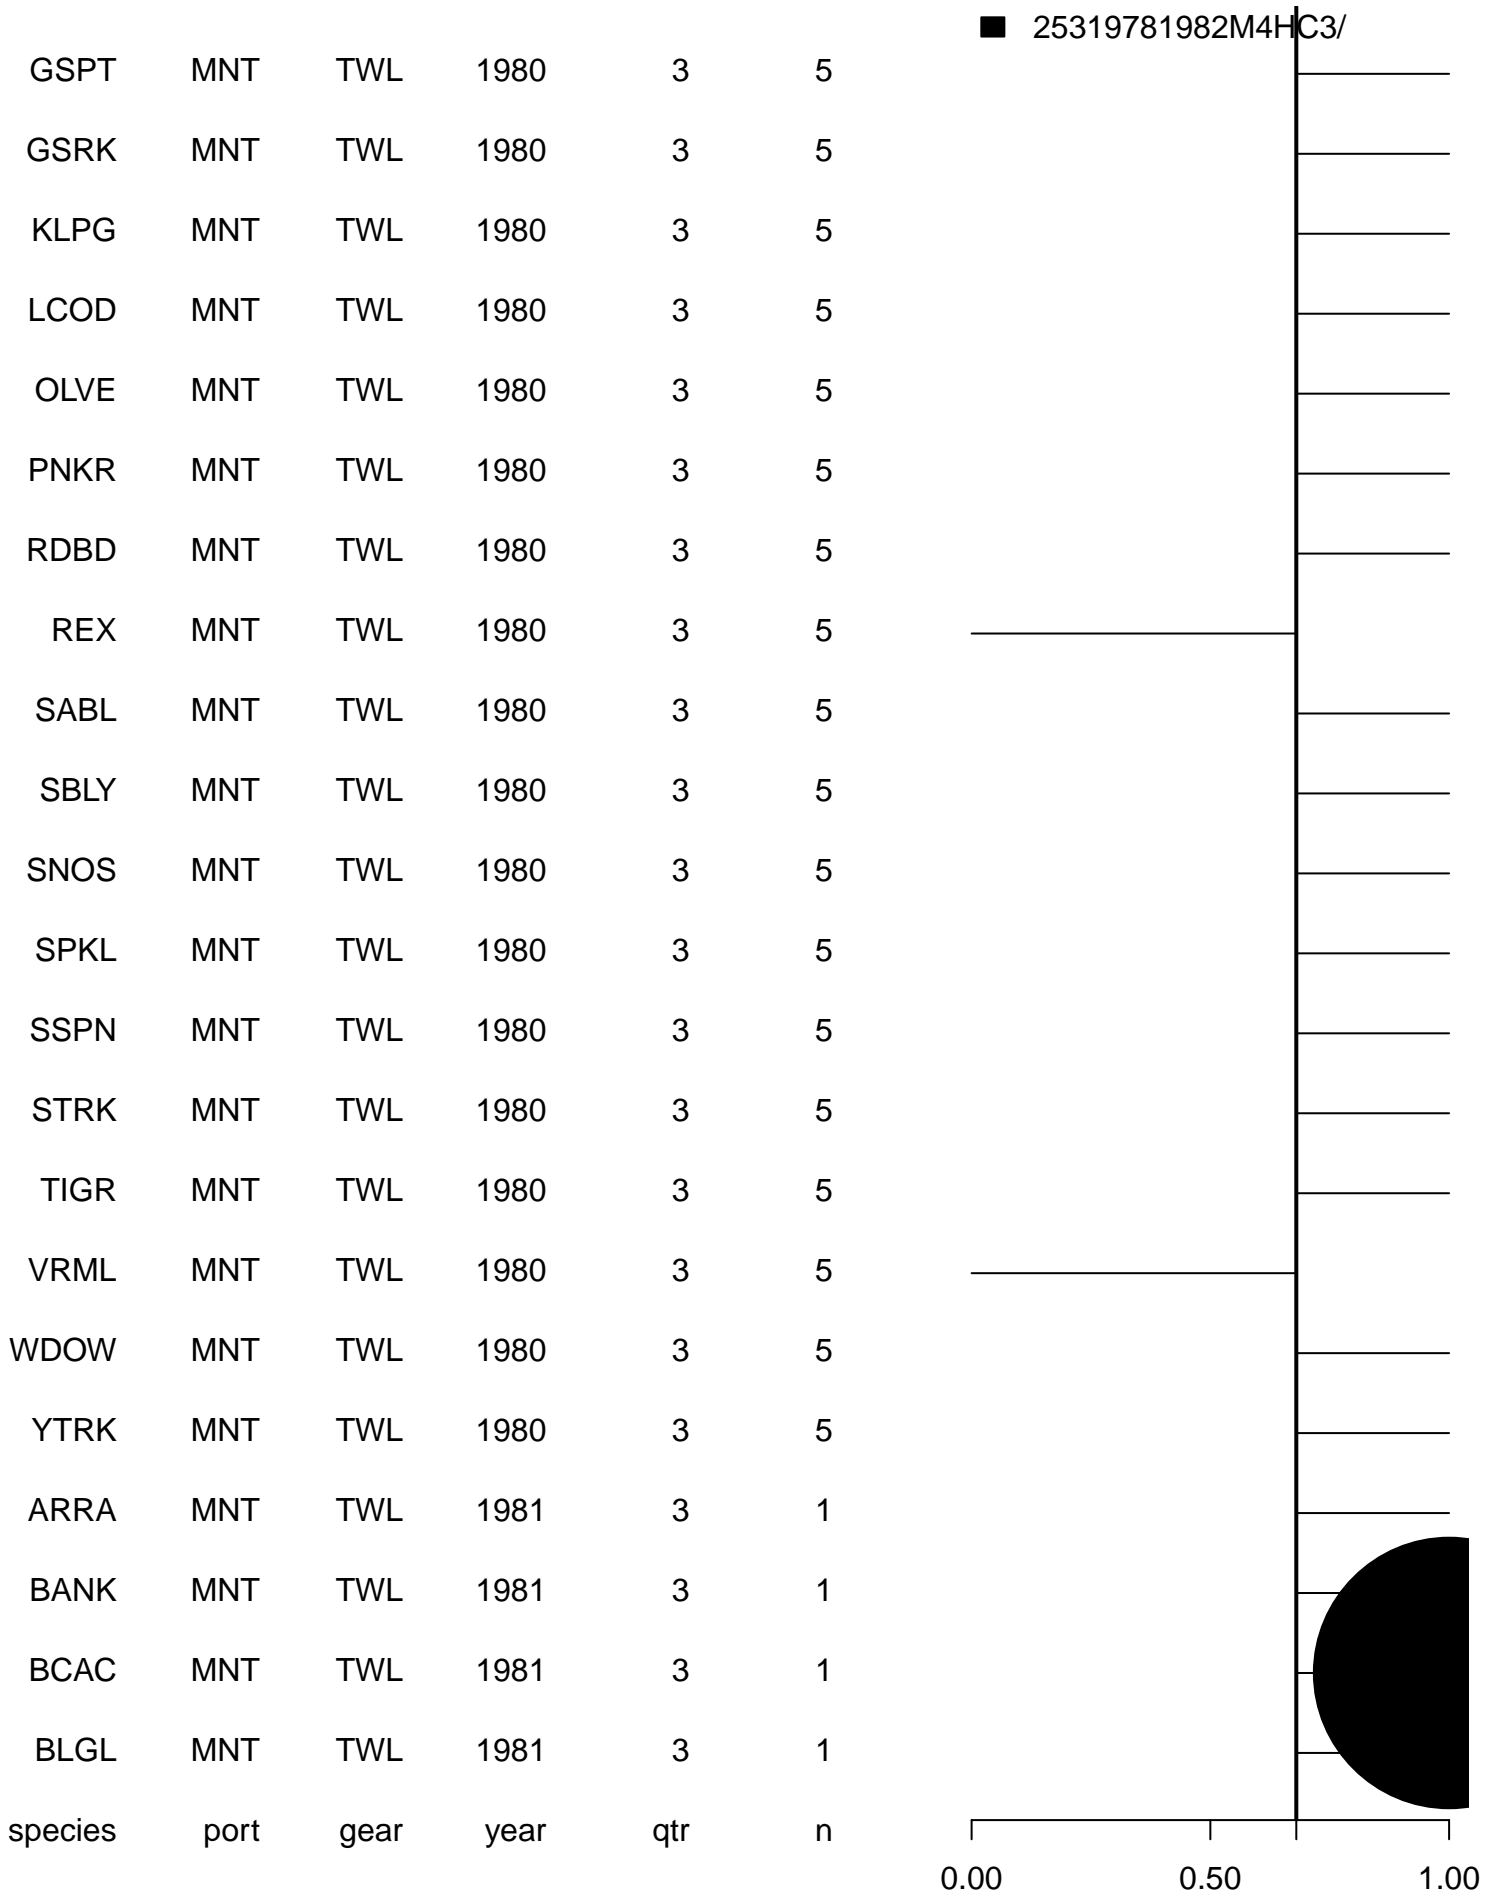 25319781982M4HC3/
GSPT MNT TWL 1980 3 5
GSRK MNT TWL 1980 3 5
KLPG MNT TWL 1980 3 5
LCOD MNT TWL 1980 3 5
OLVE MNT TWL 1980 3 5
PNKR MNT TWL 1980 3 5
RDBD MNT TWL 1980 3 5
REX MNT TWL 1980 3 5
SABL MNT TWL 1980 3 5
SBLY MNT TWL 1980 3 5
SNOS MNT TWL 1980 3 5
SPKL MNT TWL 1980 3 5
SSPN MNT TWL 1980 3 5
STRK MNT TWL 1980 3 5
TIGR MNT TWL 1980 3 5
VRML MNT TWL 1980 3 5
WDOW MNT TWL 1980 3 5
YTRK MNT TWL 1980 3 5
ARRA MNT TWL 1981 3 1
BANK MNT TWL 1981 3 1
BCAC MNT TWL 1981 3 1
BLGL MNT TWL 1981 3 1
species port gear year qtr n
0.00 0.50 1.00